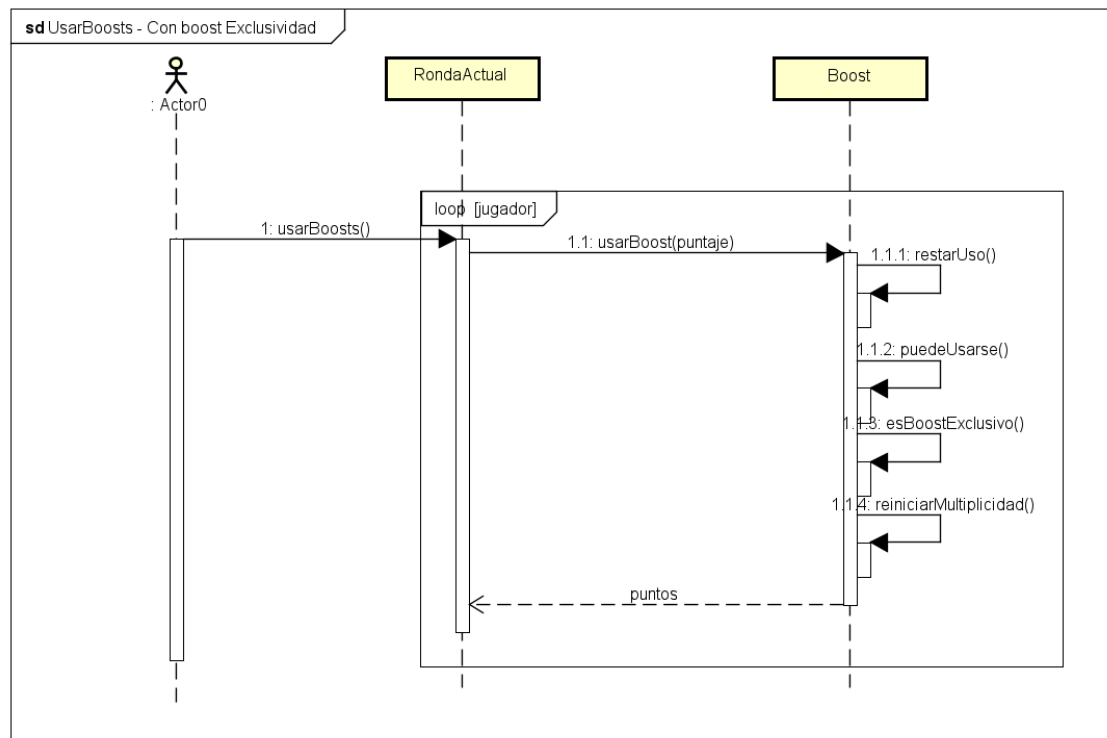 sd UsarBoosts - Con boost Exclusividad
: Actor0
RondaActual
Boost
loop [jugador]
1: usarBoosts()
1.1: usarBoost(puntaje)
1.1.1: restarUso()
1.1.2: puedeUsarse()
1.1.3: esBoostExclusivo()
1.1.4: reiniciarMultiplicidad()
puntos